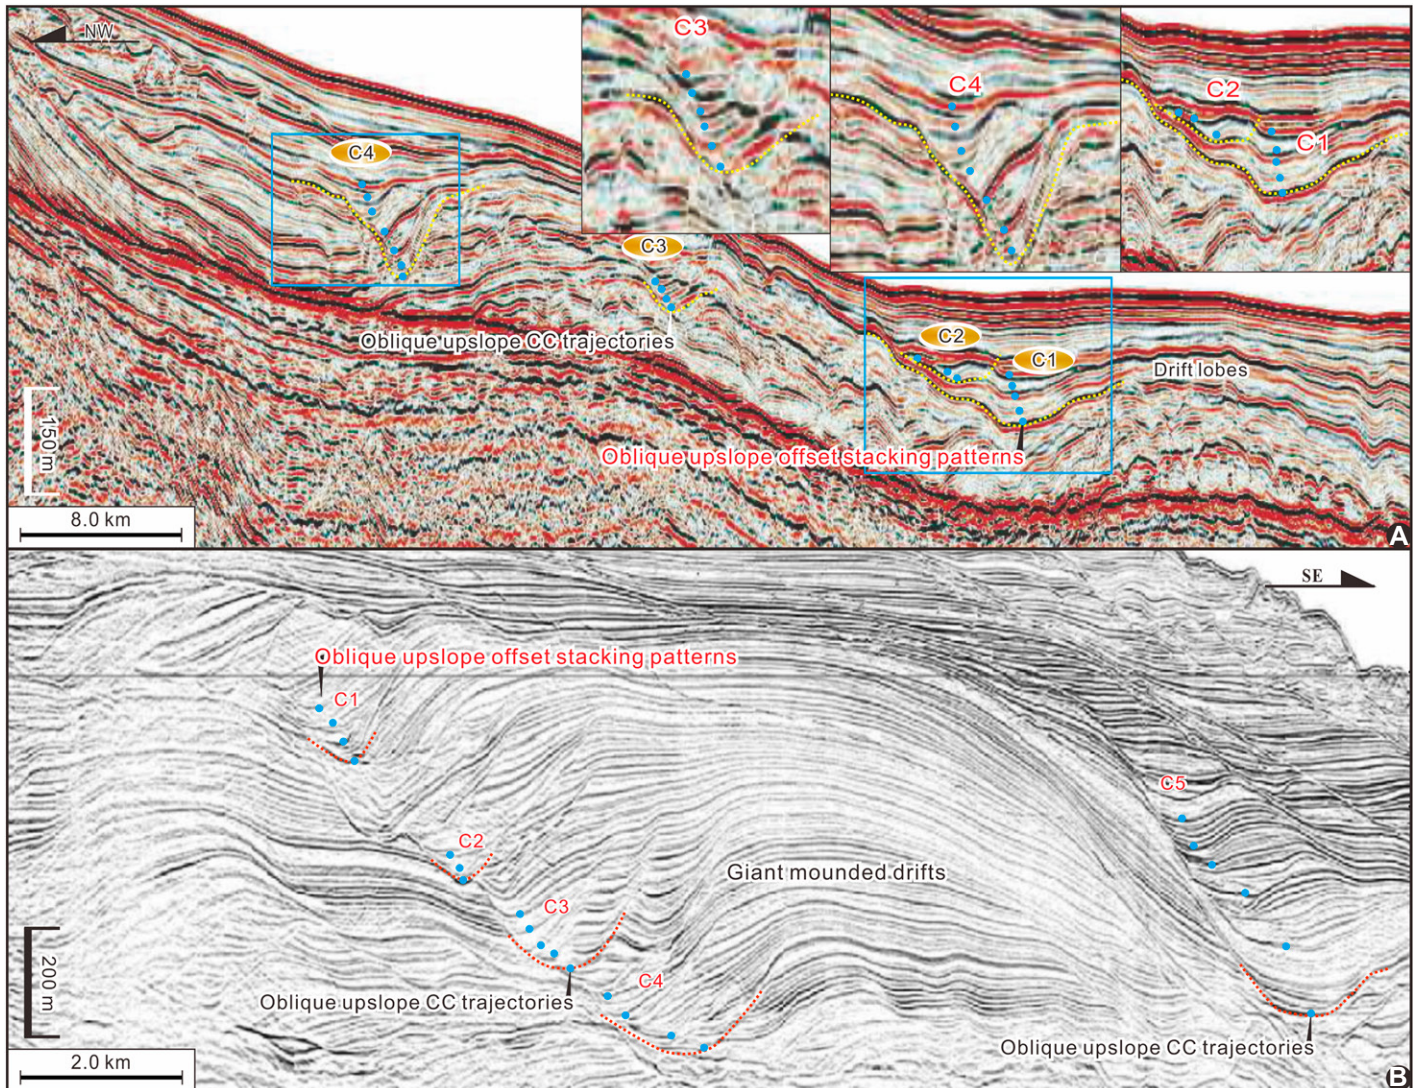 NW
C3
C4
C2
C1
C4
C3
Oblique upslope CC trajectories
C2
C1
Drift lobes
Oblique upslope offset stacking patterns
150 m
8.0 km
A
SE
Oblique upslope offset stacking patterns
C1
C5
C2
Giant mounded drifts
C3
C4
Oblique upslope CC trajectories
200 m
Oblique upslope CC trajectories
2.0 km
B